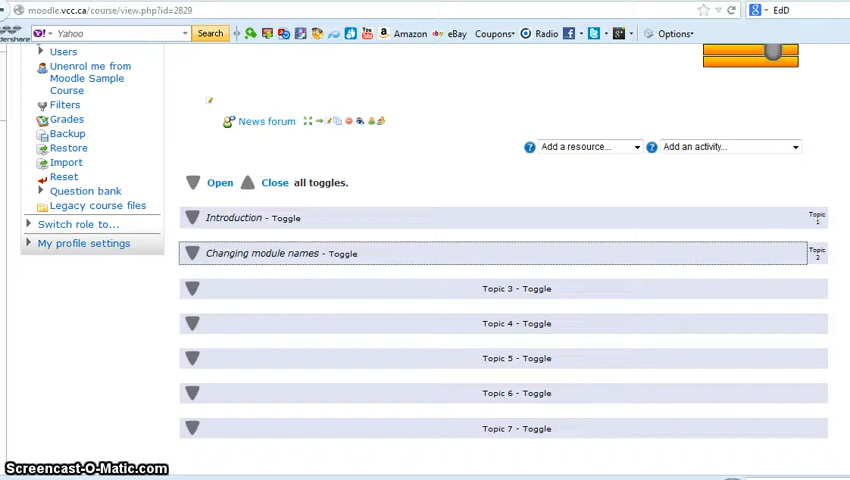 moodle.vcc.ca/course/view.php?id=2829
EdD
Yahoo
Search
Amazon
eBay
Coupons
Radio
Options
Users
Unenrol me from
Moodle Sample
Course
Filters
Grades
Backup
Restore
Import
Reset
Question bank
Legacy course files
Switch role to...
My profile settings
News forum
Add a resource...
Add an activity...
Open
Close all toggles.
Introduction - Toggle
Topic
1
Changing module names - Toggle
Topic
2
Topic 3 - Toggle
Topic 4 - Toggle
Topic 5 - Toggle
Topic 6 - Toggle
Topic 7 - Toggle
Screencast-O-Matic.com